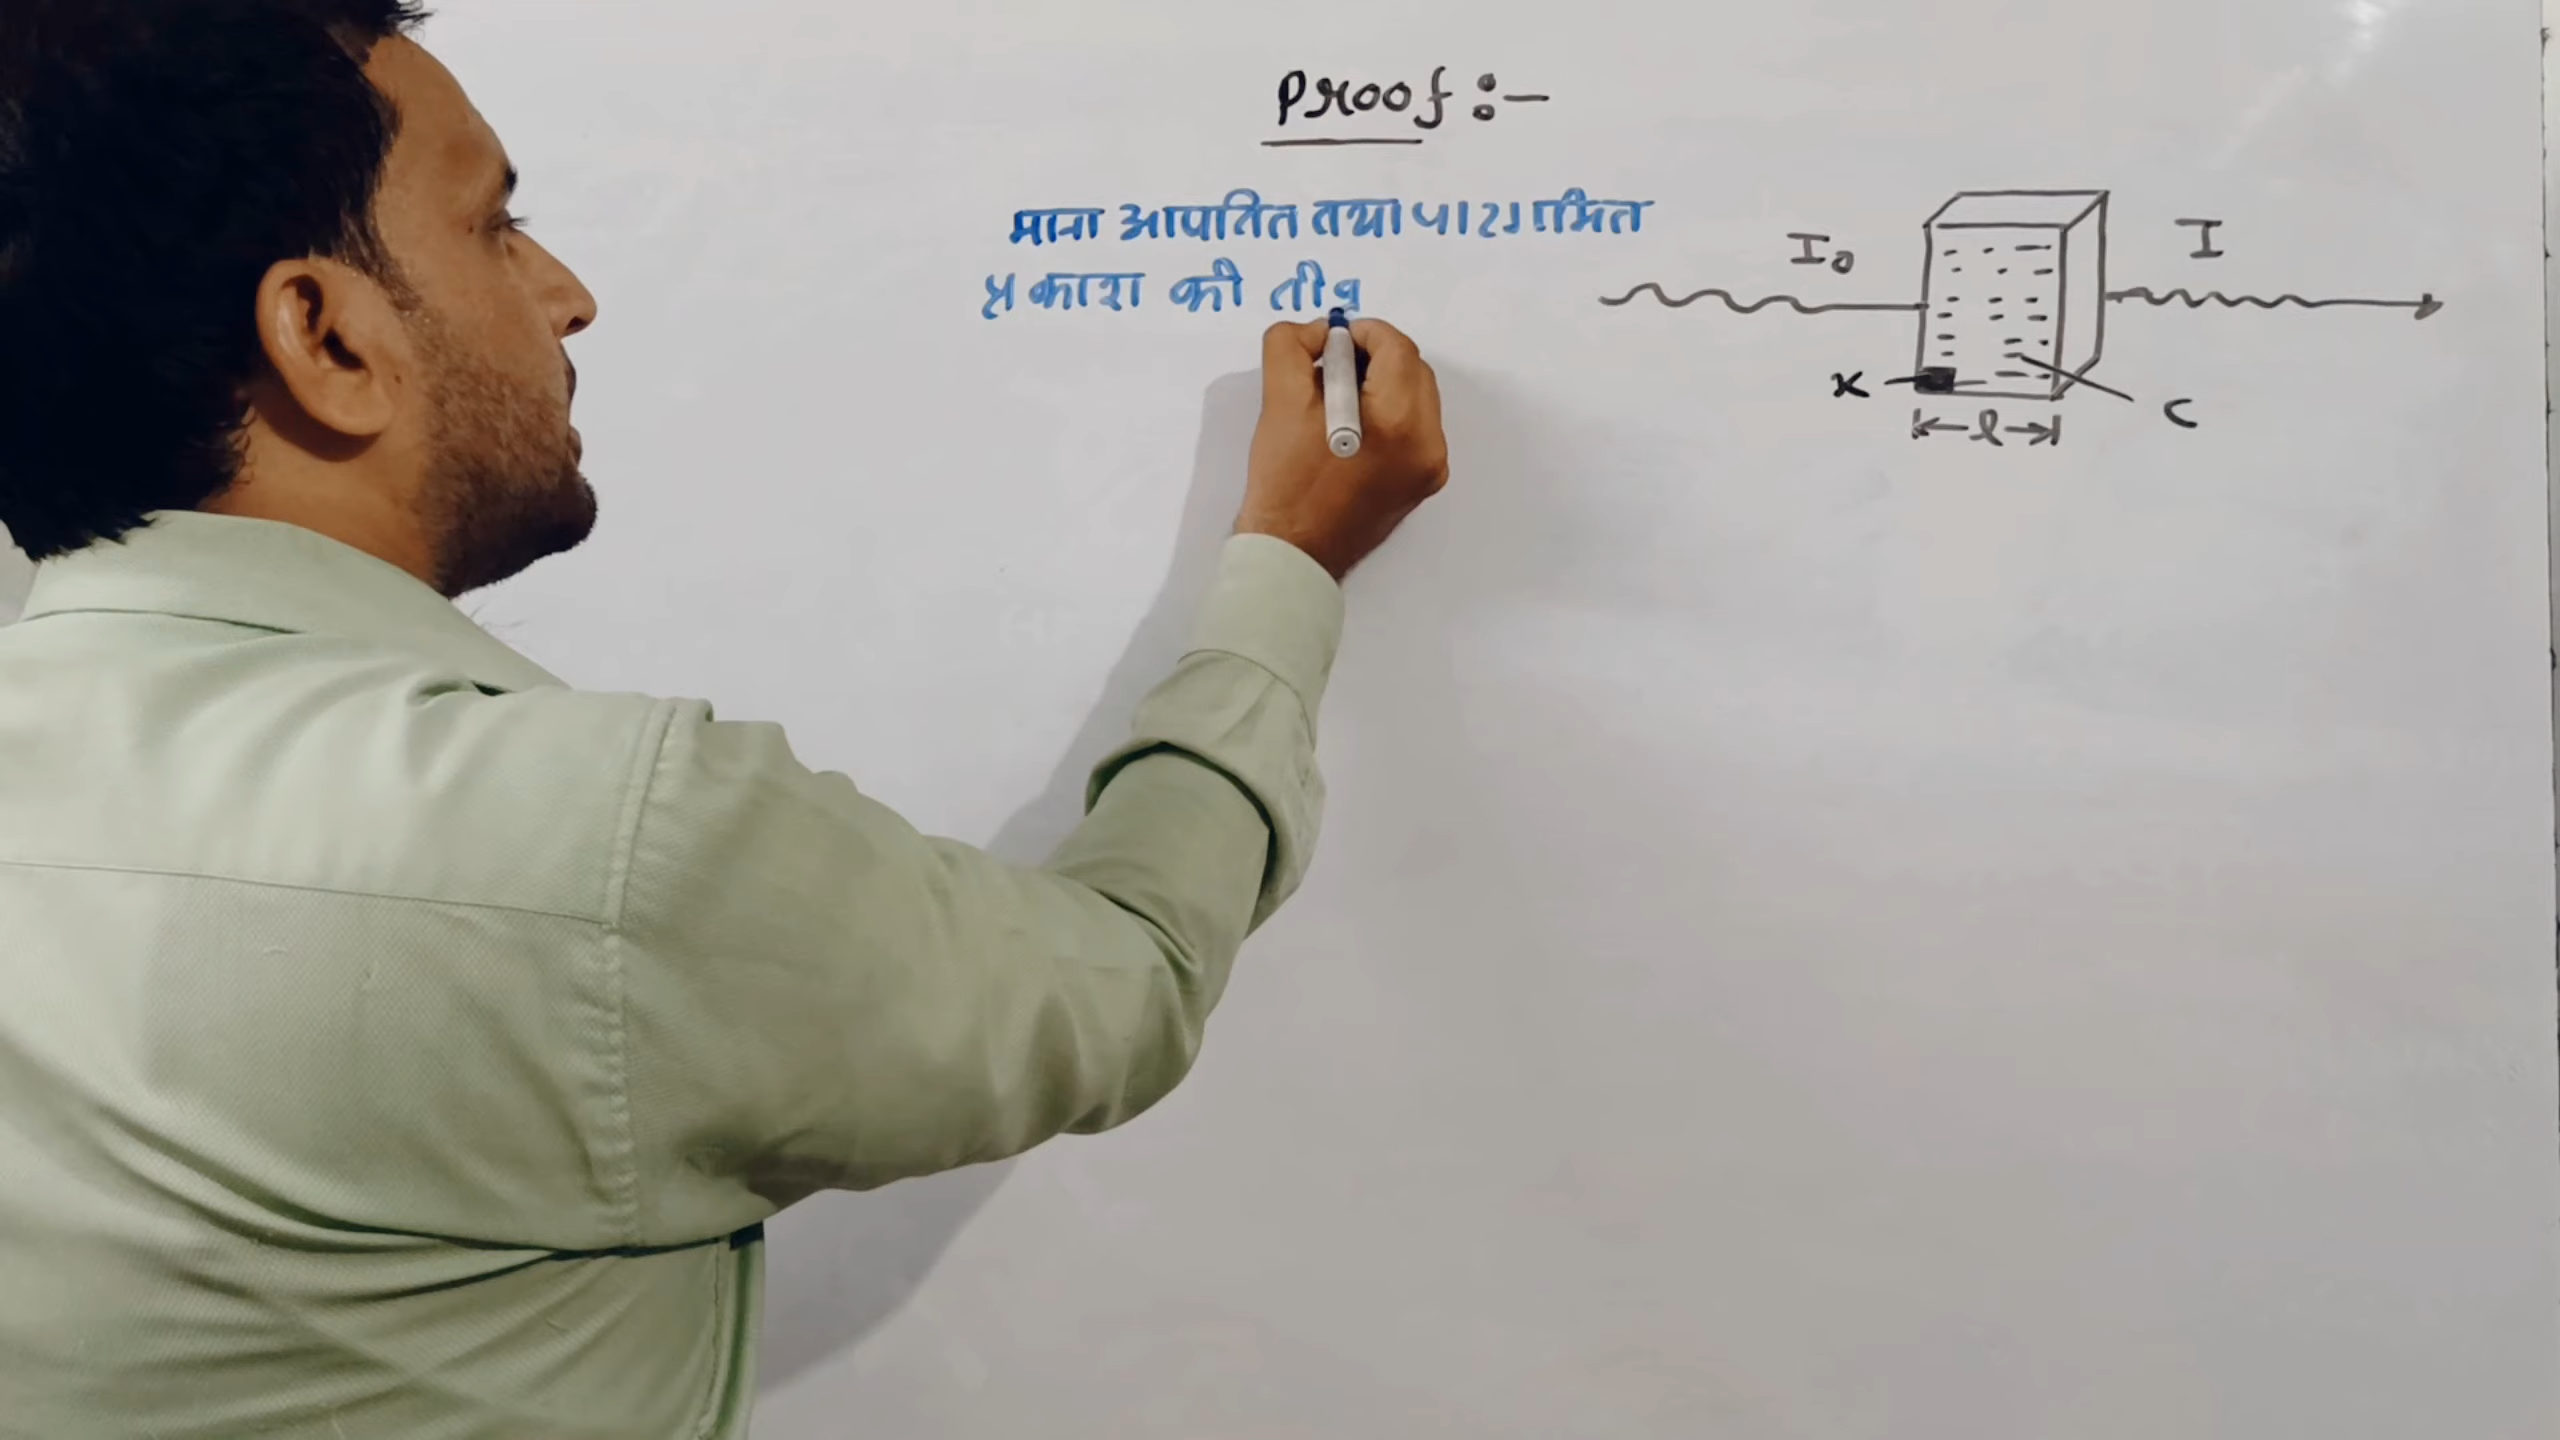 Proof :-
माना आपतित तथा पारगमित
प्रकाश की तीव्र
I₀
I
x
c
l